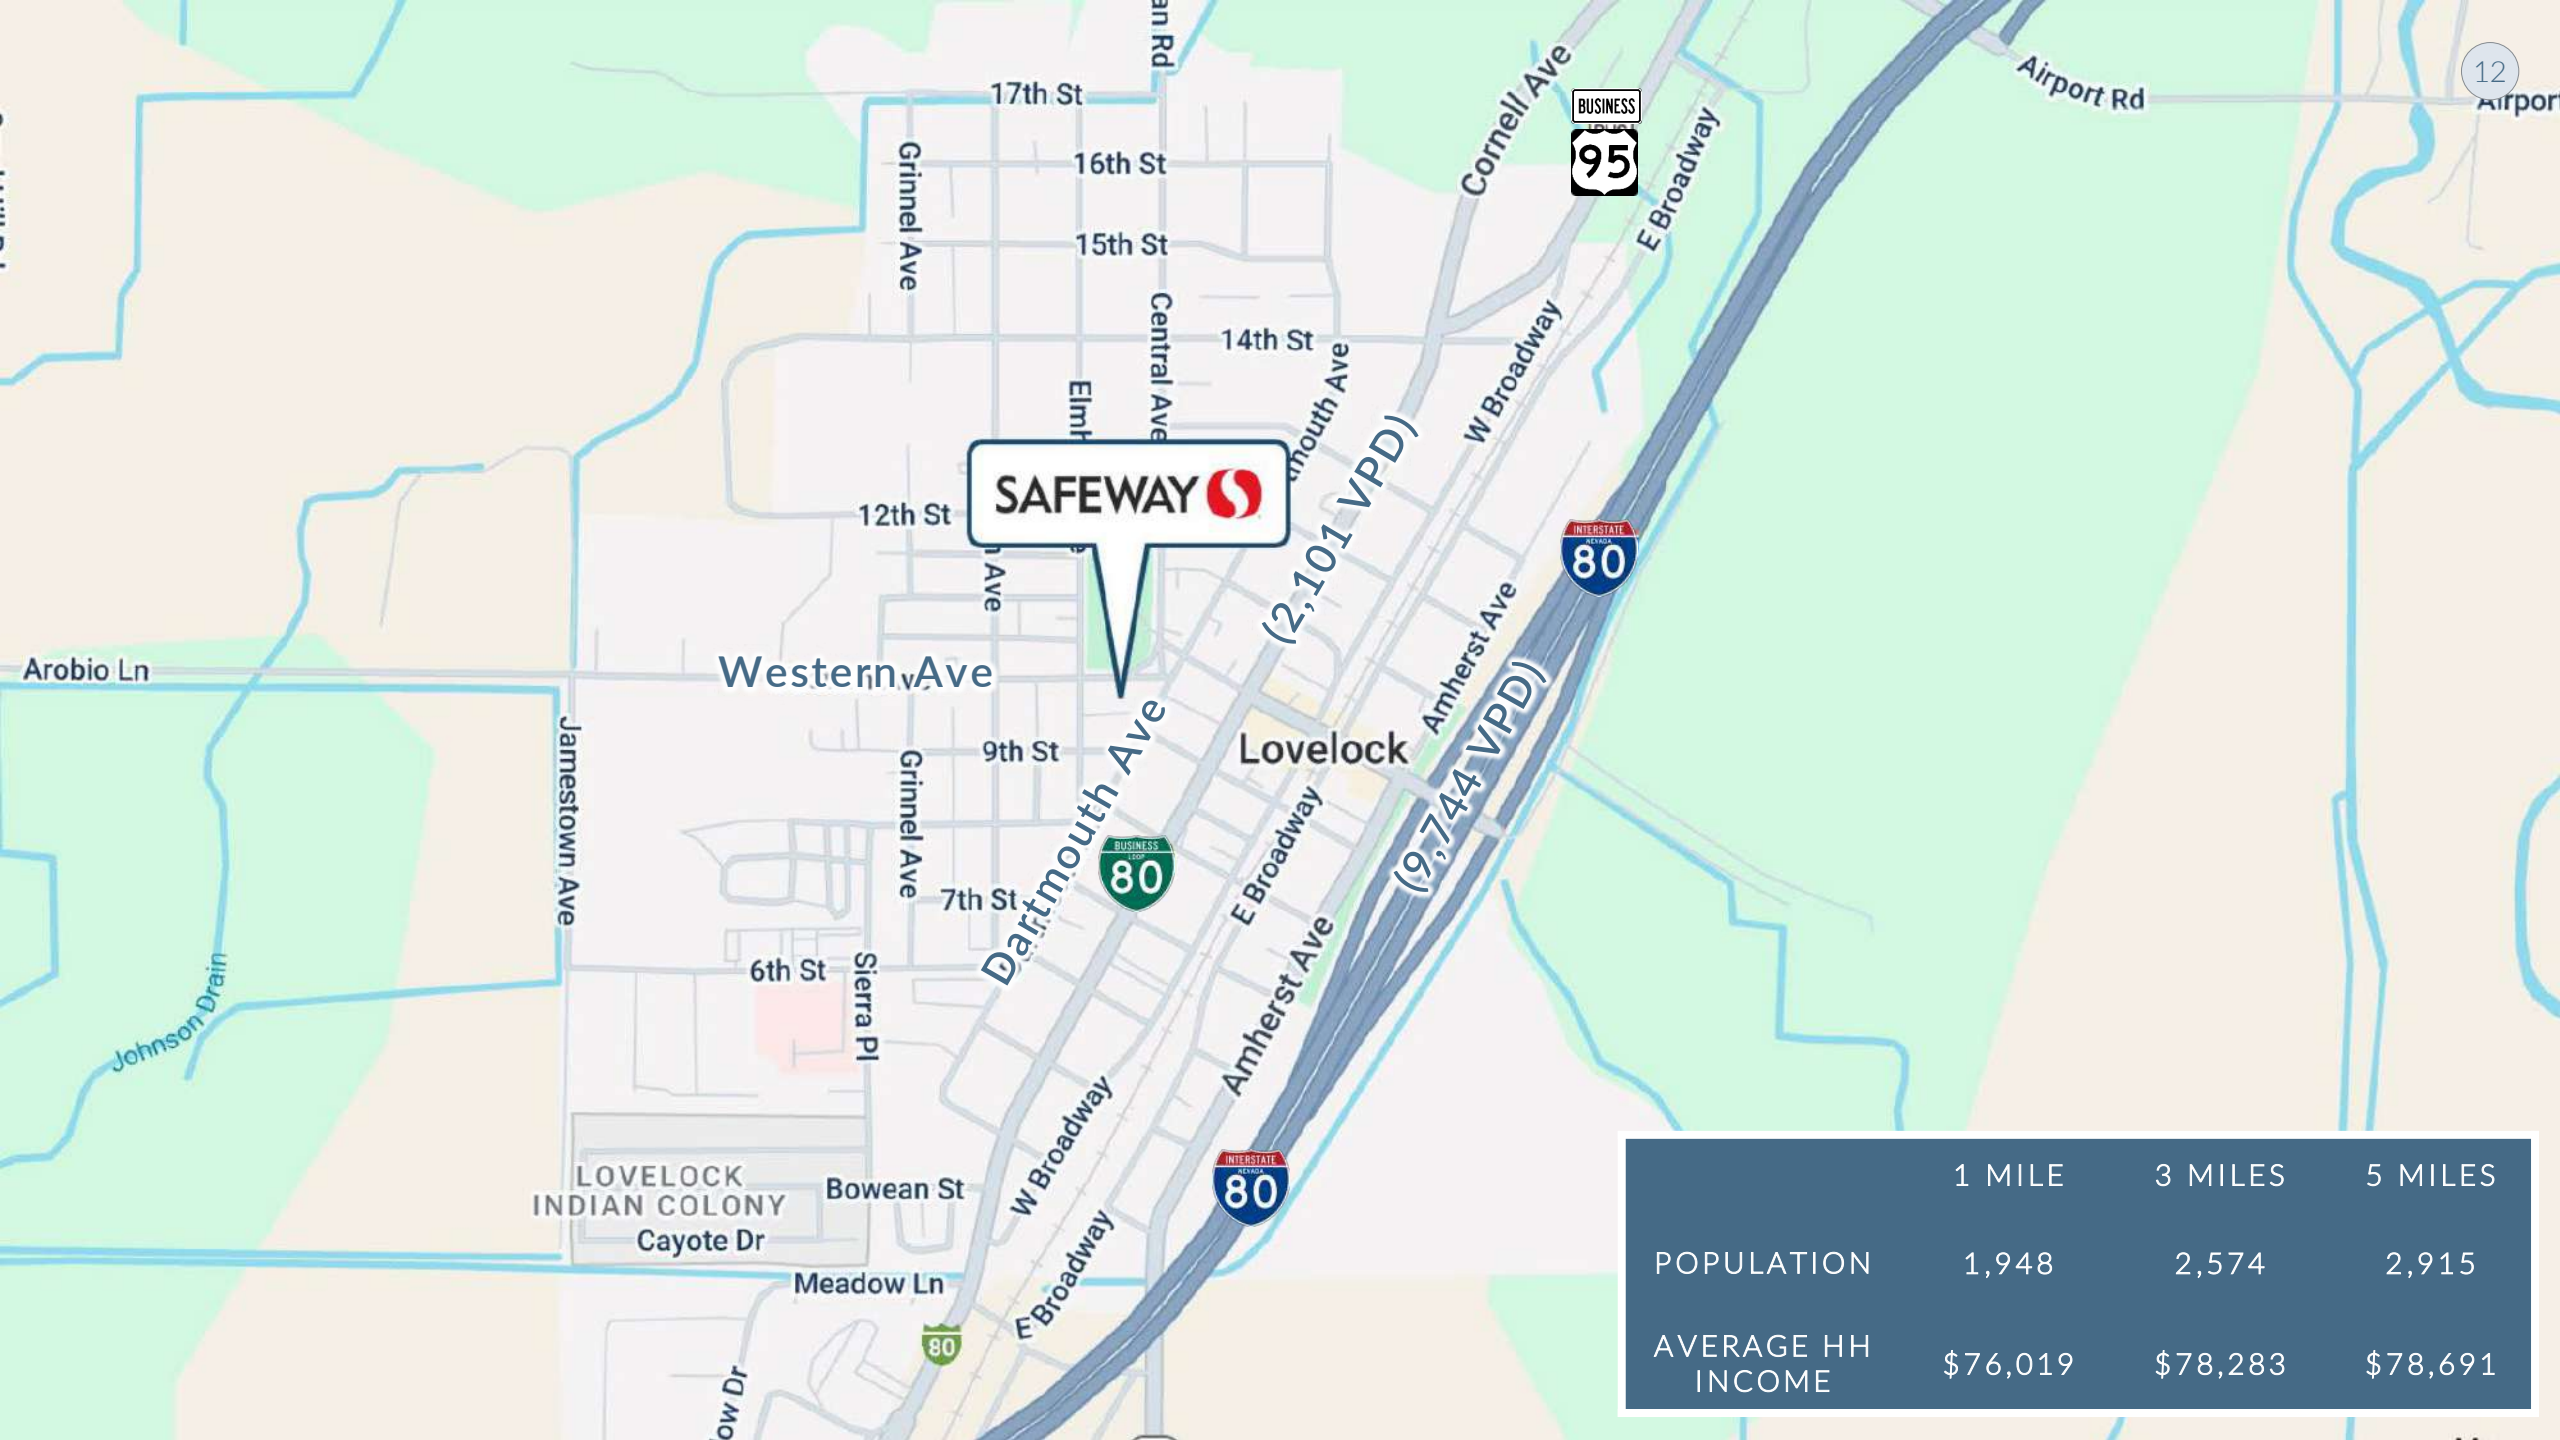 12
17th St
Cornell Ave
Airport Rd
BUSINESS
95
16th St
Grinnel Ave
E Broadway
15th St
Central Ave
14th St
W Broadway
SAFEWAY
12th St
(2,101 VPD)
INTERSTATE
NEVADA
80
Ave
Amherst Ave
Arobio Ln
Western Ave
Jamestown Ave
9th St
Dartmouth Ave
Lovelock
(9,744 VPD)
Grinnel Ave
E Broadway
BUSINESS
LOOP
80
7th St
6th St
Sierra Pl
Amherst Ave
Johnson Drain
W Broadway
LOVELOCK
INDIAN COLONY
Bowean St
INTERSTATE
NEVADA
80
Cayote Dr
Meadow Ln
E Broadway
80
1 MILE 3 MILES 5 MILES
POPULATION 1,948 2,574 2,915
AVERAGE HH
INCOME $76,019 $78,283 $78,691